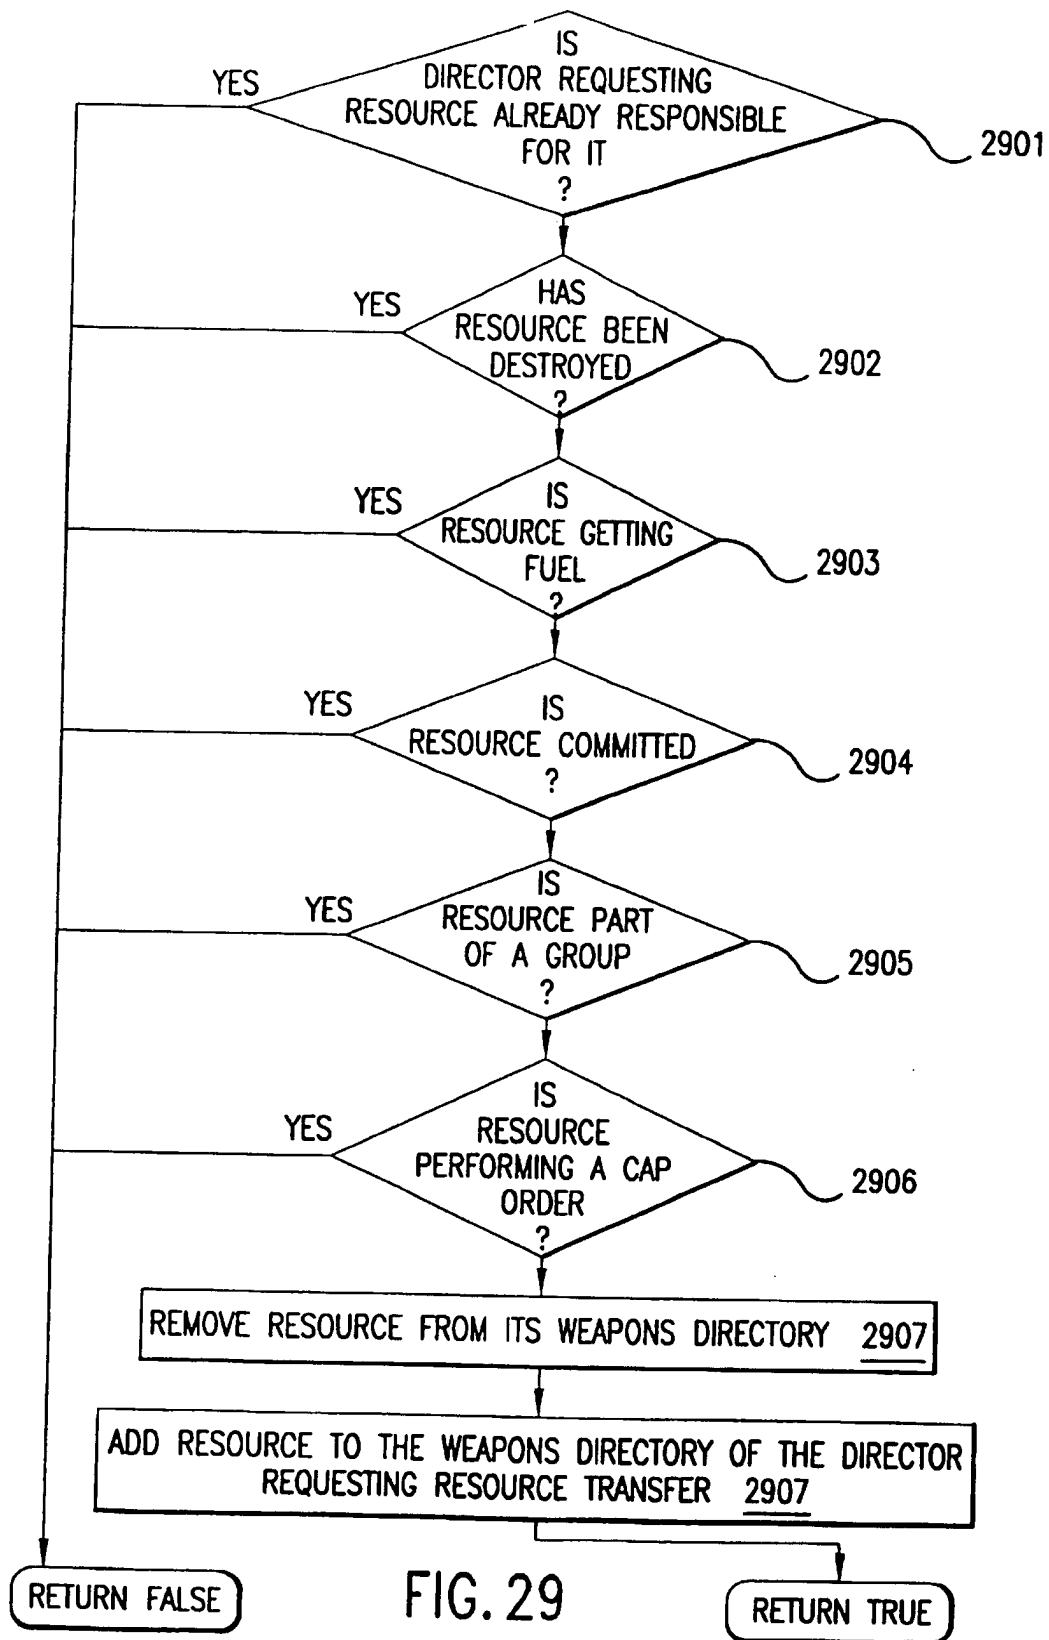 IS
DIRECTOR REQUESTING
RESOURCE ALREADY RESPONSIBLE
FOR IT
?
YES
2901
HAS
RESOURCE BEEN
DESTROYED
?
YES
2902
IS
RESOURCE GETTING
FUEL
?
YES
2903
IS
RESOURCE COMMITTED
?
YES
2904
IS
RESOURCE PART
OF A GROUP
?
YES
2905
IS
RESOURCE
PERFORMING A CAP
ORDER
?
YES
2906
REMOVE RESOURCE FROM ITS WEAPONS DIRECTORY 2907
ADD RESOURCE TO THE WEAPONS DIRECTORY OF THE DIRECTOR
REQUESTING RESOURCE TRANSFER 2907
RETURN FALSE
FIG. 29
RETURN TRUE